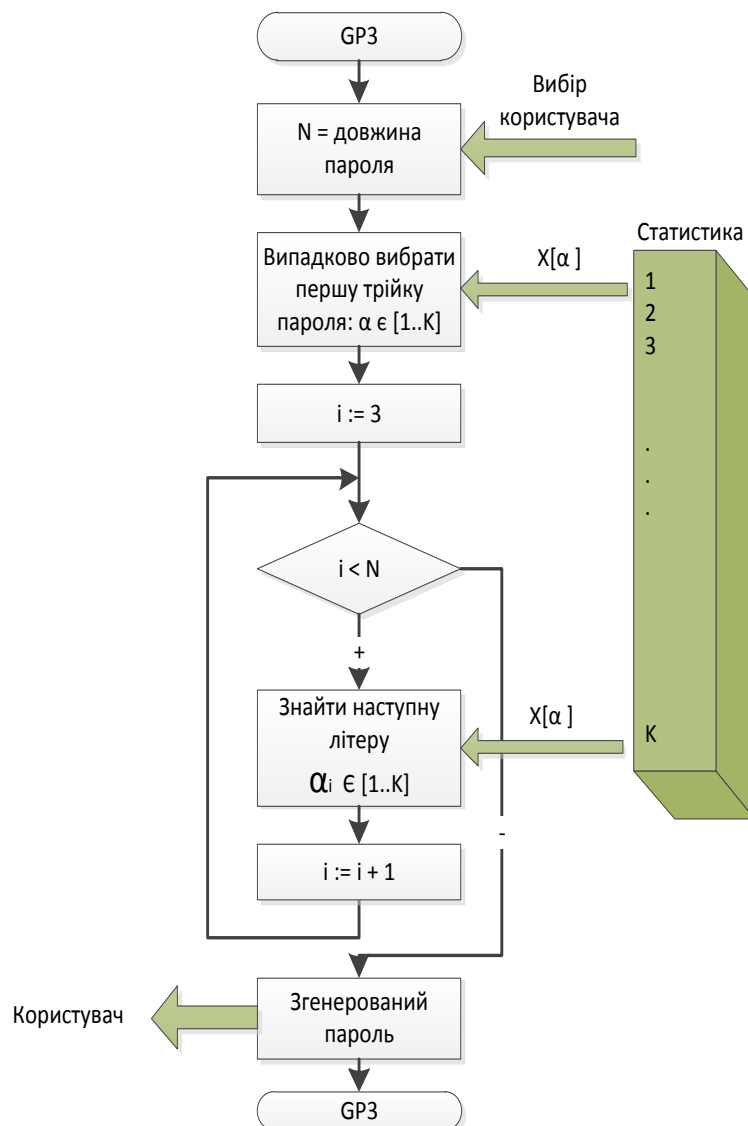 GP3
Вибір
користувача
N = довжина
пароля
Статистика
Випадково вибрати
першу трійку
пароля: α є [1..K]
X[α ]
1
2
3
.
.
.
K
i := 3
i < N
+
-
Знайти наступну
літеру
αi Є [1..K]
X[α ]
i := i + 1
Згенерований
пароль
Користувач
GP3